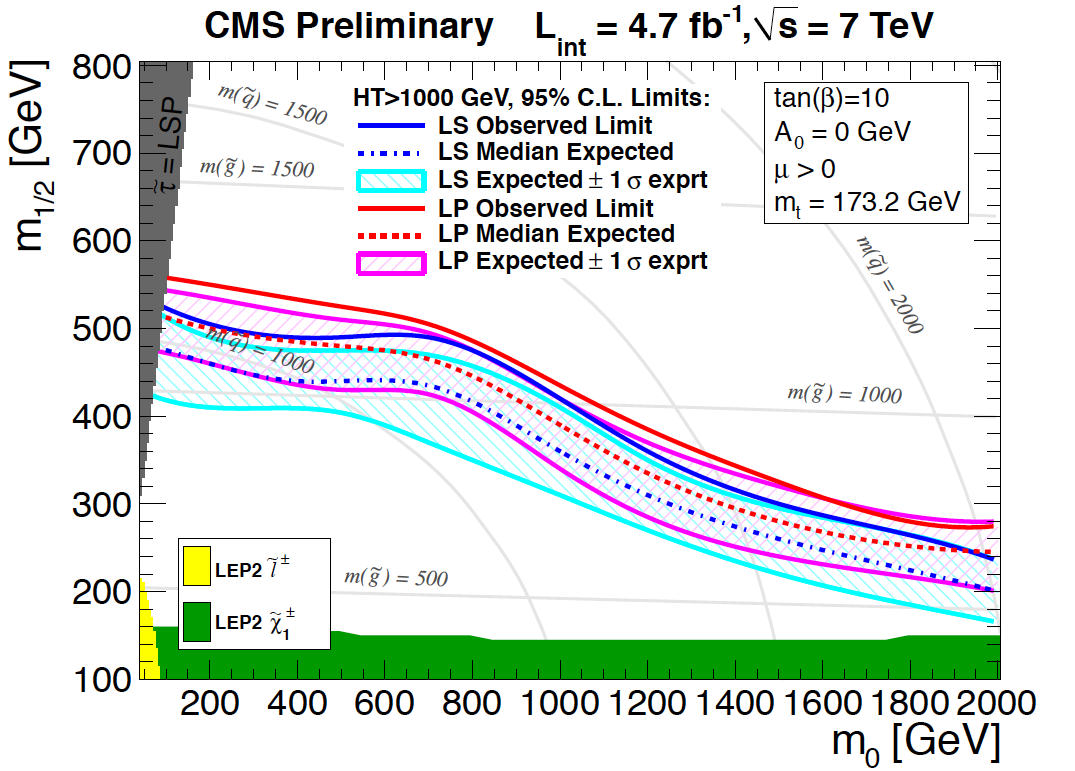 CMS Preliminary L_int = 4.7 fb⁻¹,√s = 7 TeV
m_1/2 [GeV]
800
700
600
500
400
300
200
100
τ̃ = LSP
m(q̃) = 1500
m(g̃) = 1500
HT>1000 GeV, 95% C.L. Limits:
LS Observed Limit
LS Median Expected
LS Expected ± 1 σ exprt
LP Observed Limit
LP Median Expected
LP Expected ± 1 σ exprt
tan(β)=10
A₀ = 0 GeV
μ > 0
m_t = 173.2 GeV
m(q̃) = 2000
m(q̃) = 1000
m(g̃) = 1000
m(g̃) = 500
LEP2 l̃ ±
LEP2 χ̃₁±
200 400 600 800 1000 1200 1400 1600 1800 2000
m₀ [GeV]